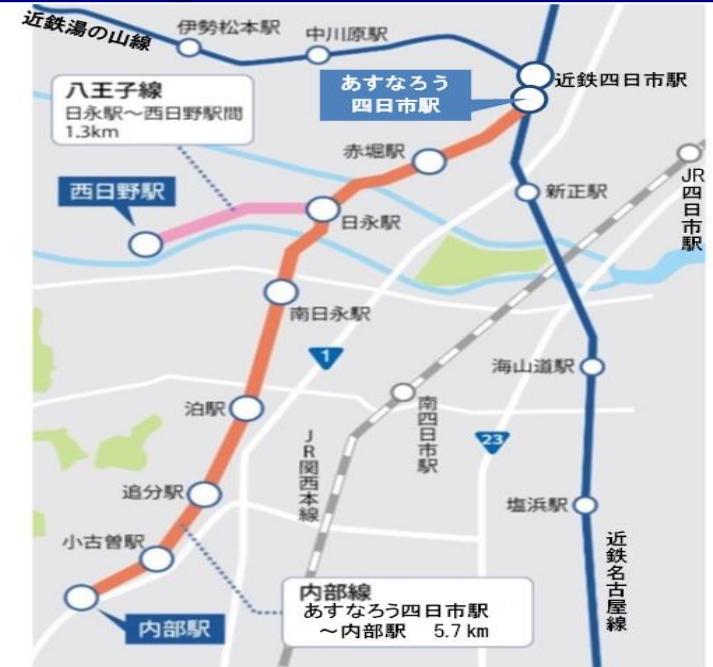 近鉄湯の山線
伊勢松本駅
中川原駅
近鉄四日市駅
あすなろう
四日市駅
八王子線
日永駅~西日野駅間
1.3km
赤堀駅
JR四日市駅
西日野駅
新正駅
日永駅
南日永駅
1
海山道駅
泊駅
南四日市駅
23
JR関西本線
追分駅
塩浜駅
小古曽駅
近鉄名古屋線
内部線
あすなろう四日市駅
~内部駅 5.7km
内部駅